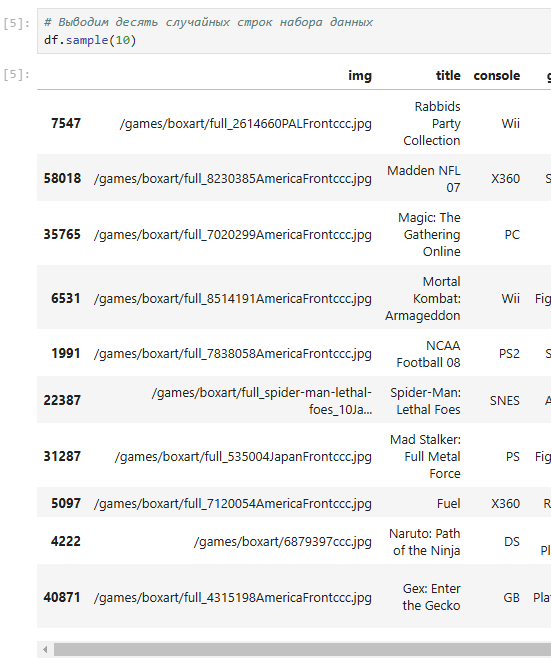 [5]: # Выводим десять случайных строк набора данных
df.sample(10)
[5]: img title console g
7547 /games/boxart/full_2614660PALFrontccc.jpg Rabbids Party Collection Wii
58018 /games/boxart/full_8230385AmericaFrontccc.jpg Madden NFL 07 X360 S
35765 /games/boxart/full_7020299AmericaFrontccc.jpg Magic: The Gathering Online PC
6531 /games/boxart/full_8514191AmericaFrontccc.jpg Mortal Kombat: Armageddon Wii Fig
1991 /games/boxart/full_7838058AmericaFrontccc.jpg NCAA Football 08 PS2 S
22387 /games/boxart/full_spider-man-lethal-foes_10Ja... Spider-Man: Lethal Foes SNES A
31287 /games/boxart/full_535004JapanFrontccc.jpg Mad Stalker: Full Metal Force PS Fig
5097 /games/boxart/full_7120054AmericaFrontccc.jpg Fuel X360 R
4222 /games/boxart/6879397ccc.jpg Naruto: Path of the Ninja DS Pl
40871 /games/boxart/full_4315198AmericaFrontccc.jpg Gex: Enter the Gecko GB Plat